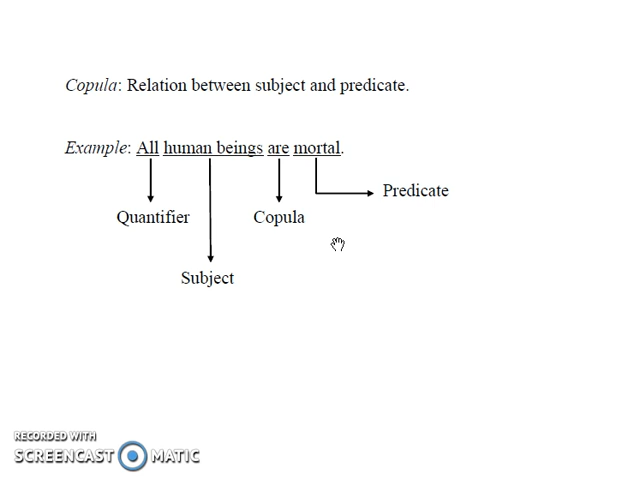 Copula: Relation between subject and predicate.
Example: All human beings are mortal.
Predicate
Quantifier
Copula
Subject
RECORDED WITH
SCREENCAST MATIC